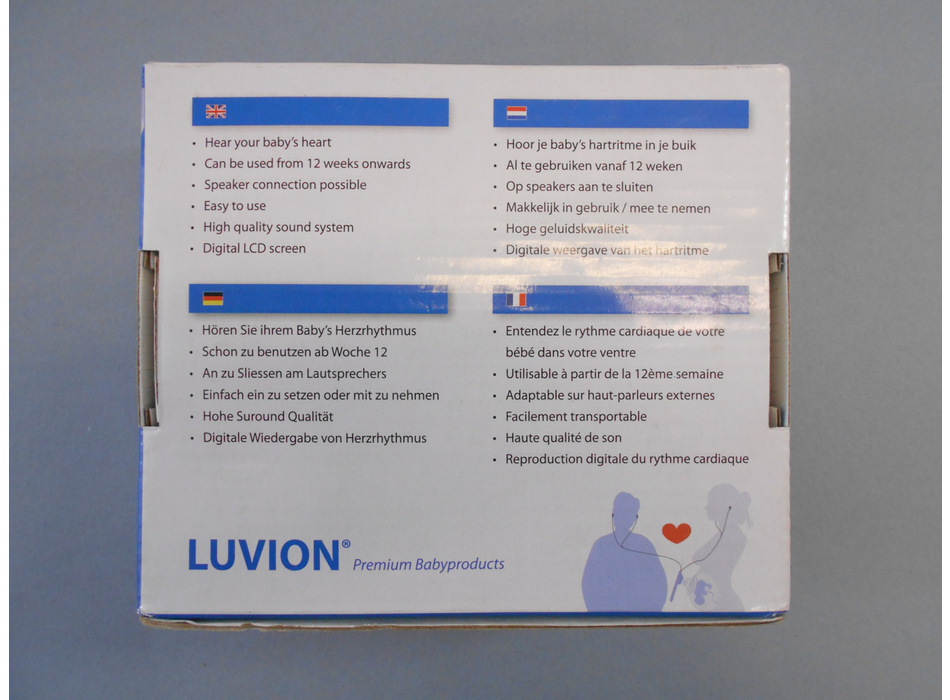 • Hear your baby's heart
• Can be used from 12 weeks onwards
• Speaker connection possible
• Easy to use
• High quality sound system
• Digital LCD screen
• Hoor je baby's hartritme in je buik
• Al te gebruiken vanaf 12 weken
• Op speakers aan te sluiten
• Makkelijk in gebruik / mee te nemen
• Hoge geluidskwaliteit
• Digitale weergave van het hartritme
• Hören Sie ihrem Baby's Herzrhythmus
• Schon zu benutzen ab Woche 12
• An zu Sliessen am Lautsprechers
• Einfach ein zu setzen oder mit zu nehmen
• Hohe Suround Qualität
• Digitale Wiedergabe von Herzrhythmus
• Entendez le rythme cardiaque de votre
bébé dans votre ventre
• Utilisable à partir de la 12ème semaine
• Adaptable sur haut-parleurs externes
• Facilement transportable
• Haute qualité de son
• Reproduction digitale du rythme cardiaque
LUVION® Premium Babyproducts